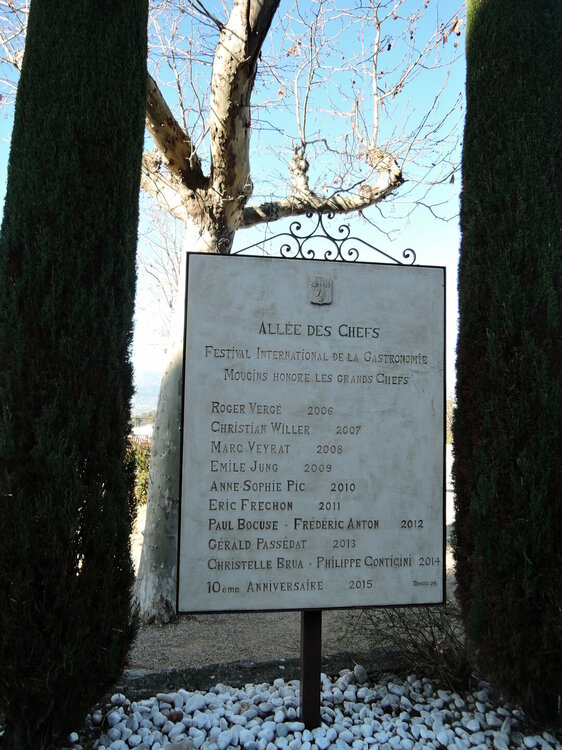 ALLÉE DES CHEFS
FESTIVAL INTERNATIONAL DE LA GASTRONOMIE
MOUGINS HONORE LES GRANDS CHEFS
ROGER VERGE 2006
CHRISTIAN WILLER 2007
MARC VEYRAT 2008
EMILE JUNG 2009
ANNE-SOPHIE PIC 2010
ERIC FRECHON 2011
PAUL BOCUSE - FRÉDÉRIC ANTON 2012
GÉRALD PASSÉDAT 2013
CHRISTELLE BRUA - PHILIPPE CONTICINI 2014
10ème ANNIVERSAIRE 2015